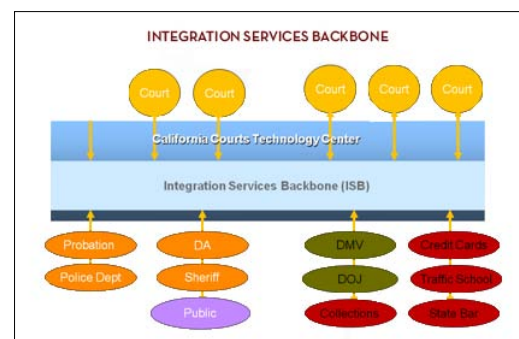 INTEGRATION SERVICES BACKBONE
Court
Court
Court
Court
Court
California Courts Technology Center
Integration Services Backbone (ISB)
Probation
DA
DMV
Credit Cards
Police Dept
Sheriff
DOJ
Traffic School
Public
Collections
State Bar